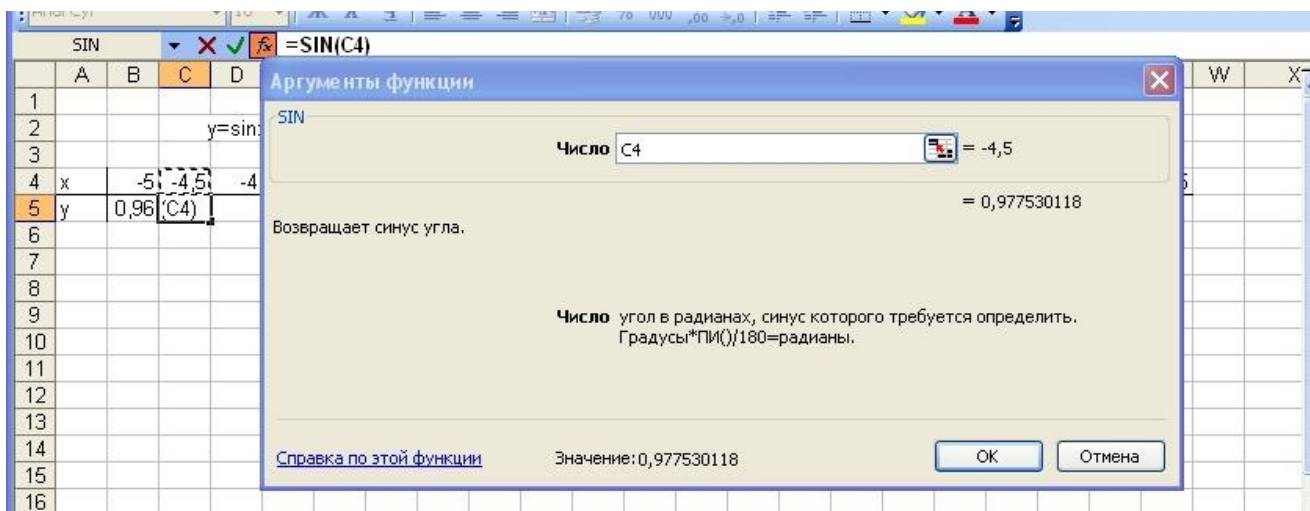 SIN =SIN(C4)
A B C D W X
Аргументы функции
1
2 y=sin
SIN
3
Число C4 = -4,5
4 x -5 -4,5 -4 5
5 y 0,96 (C4)
= 0,977530118
6
Возвращает синус угла.
7
8
9
Число угол в радианах, синус которого требуется определить.
10
Градусы*ПИ()/180=радианы.
11
12
13
14
Справка по этой функции Значение:0,977530118 ОК Отмена
15
16